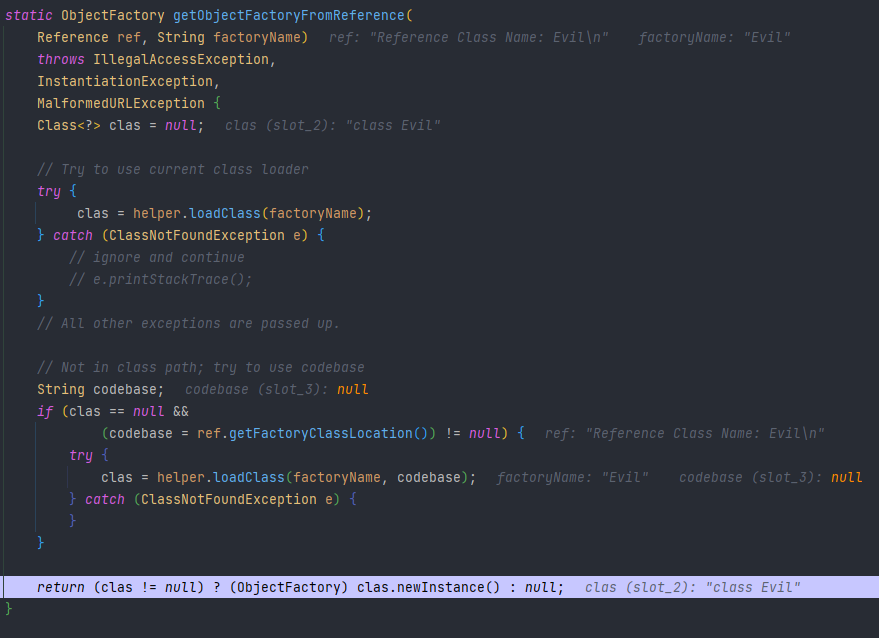 static ObjectFactory getObjectFactoryFromReference(
Reference ref, String factoryName)  ref: "Reference Class Name: Evil\n"  factoryName: "Evil"
throws IllegalAccessException,
InstantiationException,
MalformedURLException {
Class<?> clas = null;  clas (slot_2): "class Evil"
// Try to use current class loader
try {
clas = helper.loadClass(factoryName);
} catch (ClassNotFoundException e) {
// ignore and continue
// e.printStackTrace();
}
// All other exceptions are passed up.
// Not in class path; try to use codebase
String codebase;  codebase (slot_3): null
if (clas == null &&
(codebase = ref.getFactoryClassLocation()) != null) {  ref: "Reference Class Name: Evil\n"
try {
clas = helper.loadClass(factoryName, codebase);  factoryName: "Evil"  codebase (slot_3): null
} catch (ClassNotFoundException e) {
}
}
return (clas != null) ? (ObjectFactory) clas.newInstance() : null;  clas (slot_2): "class Evil"
}